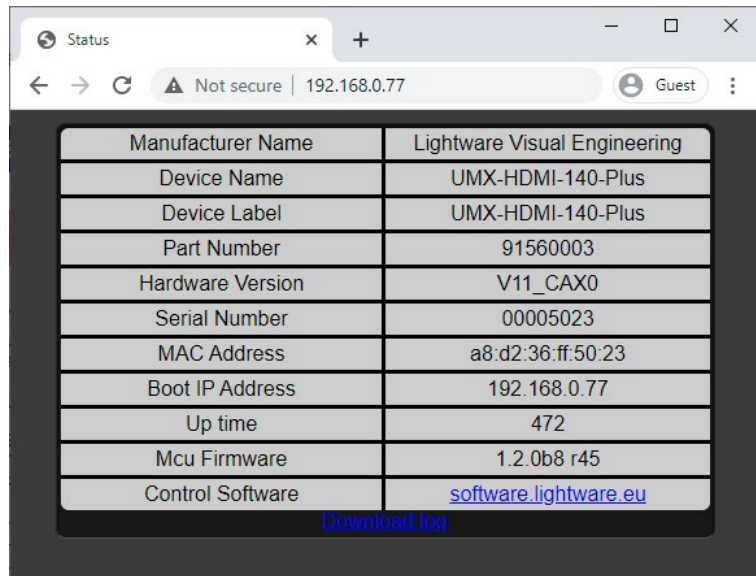 Status
Not secure 192.168.0.77 Guest
Manufacturer Name Lightware Visual Engineering
Device Name UMX-HDMI-140-Plus
Device Label UMX-HDMI-140-Plus
Part Number 91560003
Hardware Version V11_CAX0
Serial Number 00005023
MAC Address a8:d2:36:ff:50:23
Boot IP Address 192.168.0.77
Up time 472
Mcu Firmware 1.2.0b8 r45
Control Software software.lightware.eu
Download log